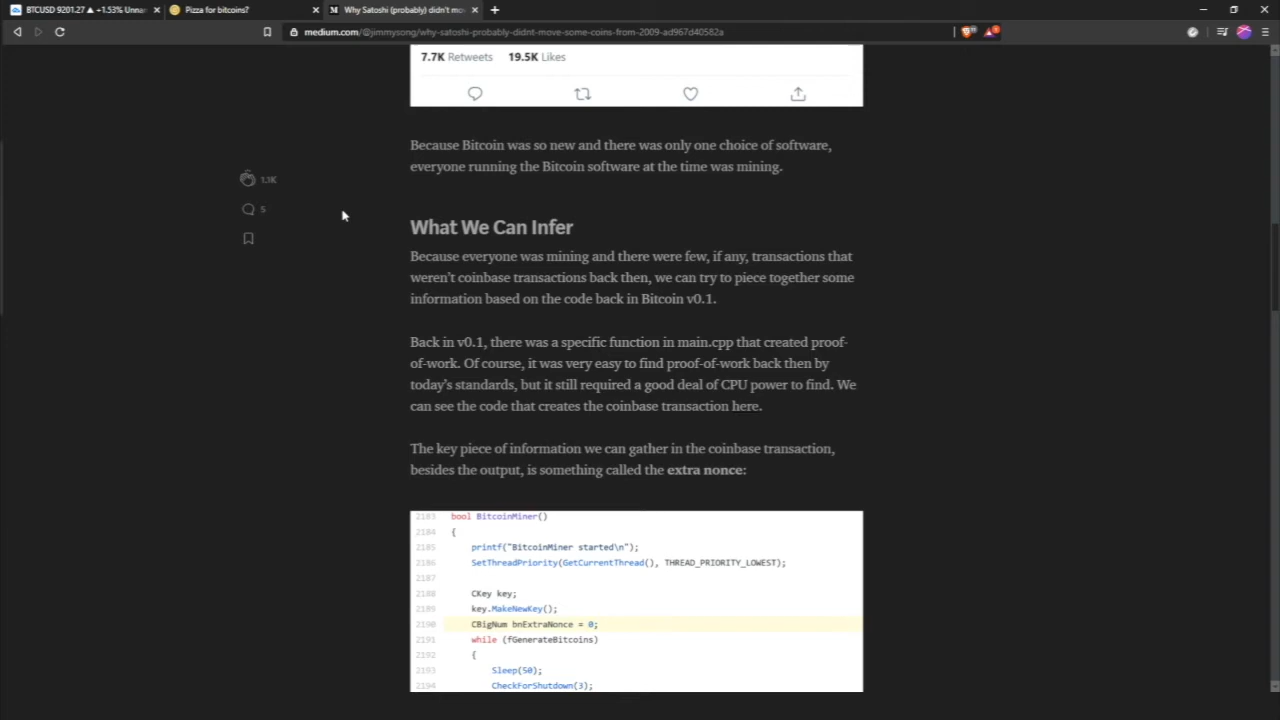 BTCUSD 9201.27 ▲ +1.53% Unna
Pizza for bitcoins?
Why Satoshi (probably) didn't mo
medium.com/@jimmysong/why-satoshi-probably-didnt-move-some-coins-from-2009-ad967d40582a
7.7K Retweets 19.5K Likes
Because Bitcoin was so new and there was only one choice of software,
everyone running the Bitcoin software at the time was mining.
1.1K
5
What We Can Infer
Because everyone was mining and there were few, if any, transactions that
weren't coinbase transactions back then, we can try to piece together some
information based on the code back in Bitcoin v0.1.
Back in v0.1, there was a specific function in main.cpp that created proof-
of-work. Of course, it was very easy to find proof-of-work back then by
today's standards, but it still required a good deal of CPU power to find. We
can see the code that creates the coinbase transaction here.
The key piece of information we can gather in the coinbase transaction,
besides the output, is something called the extra nonce:
2183 bool BitcoinMiner()
2184 {
2185 printf("BitcoinMiner started\n");
2186 SetThreadPriority(GetCurrentThread(), THREAD_PRIORITY_LOWEST);
2187
2188 CKey key;
2189 key.MakeNewKey();
2190 CBigNum bnExtraNonce = 0;
2191 while (fGenerateBitcoins)
2192 {
2193 Sleep(50);
2194 CheckForShutdown(3);